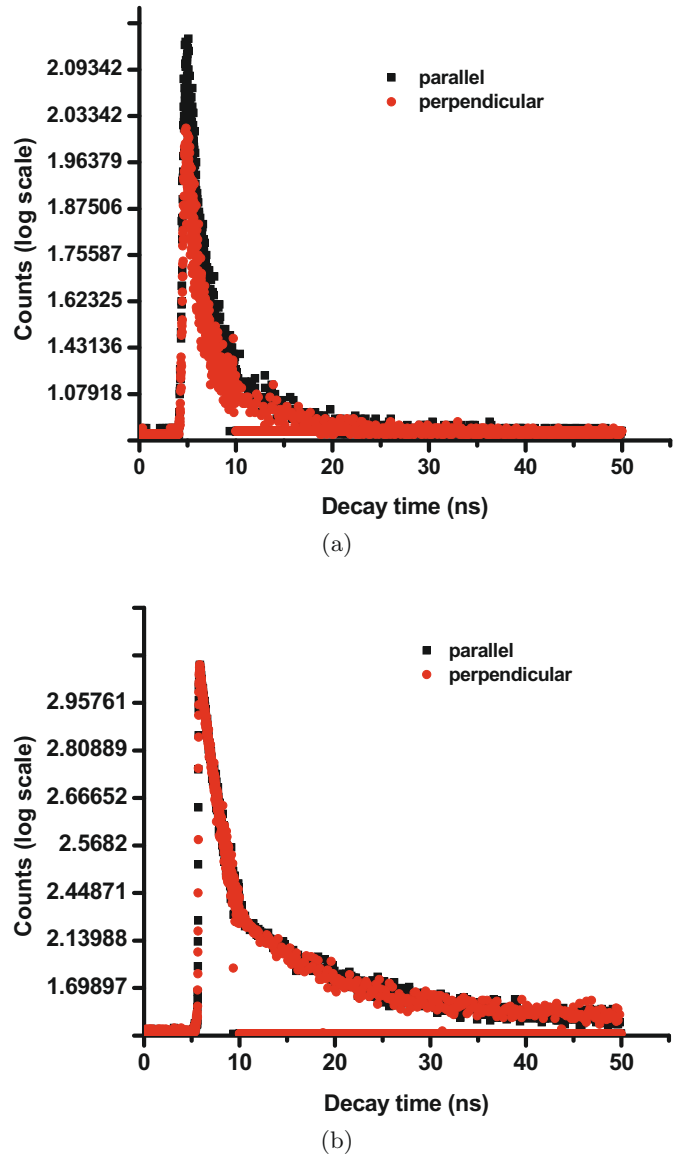 2.09342
2.03342
1.96379
1.87506
1.75587
1.62325
1.43136
1.07918
Counts (log scale)
parallel
perpendicular
0 10 20 30 40 50
Decay time (ns)
(a)
2.95761
2.80889
2.66652
2.5682
2.44871
2.13988
1.69897
Counts (log scale)
parallel
perpendicular
0 10 20 30 40 50
Decay time (ns)
(b)